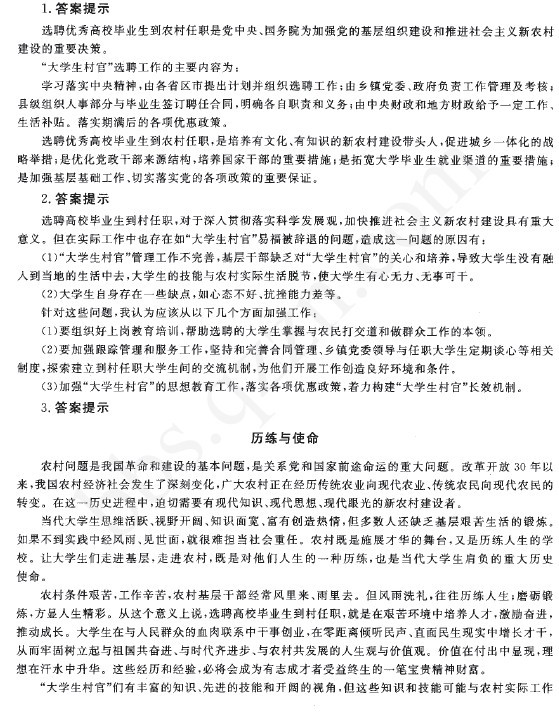 1. 答案提示
选聘优秀高校毕业生到农村任职是党中央、国务院为加强党的基层组织建设和推进社会主义新农村
建设的重要决策。
“大学生村官”选聘工作的主要内容为：
学习落实中央精神，由各省区市提出计划并组织选聘工作；由乡镇党委、政府负责工作管理及考核；
县级组织人事部分与毕业生签订聘任合同，明确各自职责和义务；由中央财政和地方财政给予一定工作、
生活补贴。落实期满后的各项优惠政策。
选聘优秀高校毕业生到农村任职，是培养有文化、有知识的新农村建设带头人，促进城乡一体化的战
略举措；是优化党政干部来源结构，培养国家干部的重要措施；是拓宽大学毕业生就业渠道的重要措施；
是加强基层基础工作、切实落实党的各项政策的重要保证。
2. 答案提示
选聘高校毕业生到村任职，对于深入贯彻落实科学发展观，加快推进社会主义新农村建设具有重大
意义。但在实际工作中也存在如“大学生村官”易福被辞退的问题，造成这一问题的原因有：
(1)“大学生村官”管理工作不完善，基层干部缺乏对“大学生村官”的关心和培养，导致大学生没有融
人到当地的生活中去，大学生的技能与农村实际生活脱节，使大学生有心无力、无事可干。
(2)大学生自身存在一些缺点，如心态不好、抗挫能力差等。
针对这些问题，我认为应该从以下几个方面加强工作：
(1)要组织好上岗教育培训，帮助选聘的大学生掌握与农民打交道和做群众工作的本领。
(2)要加强跟踪管理和服务工作，坚持和完善合同管理、乡镇党委领导与任职大学生定期谈心等相关
制度，探索建立到村任职大学生间的交流机制，为他们开展工作创造良好环境和条件。
(3)加强“大学生村官”的思想教育工作，落实各项优惠政策，着力构建“大学生村官”长效机制。
3. 答案提示
历练与使命
农村问题是我国革命和建设的基本问题，是关系党和国家前途命运的重大问题。改革开放 30 年以
来，我国农村经济社会发生了深刻变化，广大农村正在经历传统农业向现代农业、传统农民向现代农民的
转变。在这一历史进程中，迫切需要有现代知识、现代思想、现代眼光的新农村建设者。
当代大学生思维活跃、视野开阔、知识面宽、富有创造热情，但多数人还缺乏基层艰苦生活的锻炼。
如果不到实践中经风雨、见世面，就很难担当社会重任。农村既是施展才华的舞台，又是历练人生的学
校。让大学生们走进基层，走进农村，既是对他们人生的一种历练，也是当代大学生肩负的重大历史
使命。
农村条件艰苦，工作辛苦，农村基层干部经常风里来、雨里去。但风雨洗礼，往往历练人生；磨砺锻
炼，方显人生精彩。从这个意义上说，选聘高校毕业生到村任职，就是在艰苦环境中培养人才，激励奋进，
推动成长。大学生在与人民群众的血肉联系中干事创业，在零距离倾听民声、直面民生现实中增长才干，
从而牢固树立起与祖国共奋进、与时代齐进步、与农村共发展的人生观与价值观。价值在付出中显现，理
想在汗水中升华。这些经历和经验，必将会成为有志成才者受益终生的一笔宝贵精神财富。
“大学生村官”们有丰富的知识、先进的技能和开阔的视角，但这些知识和技能可能与农村实际工作